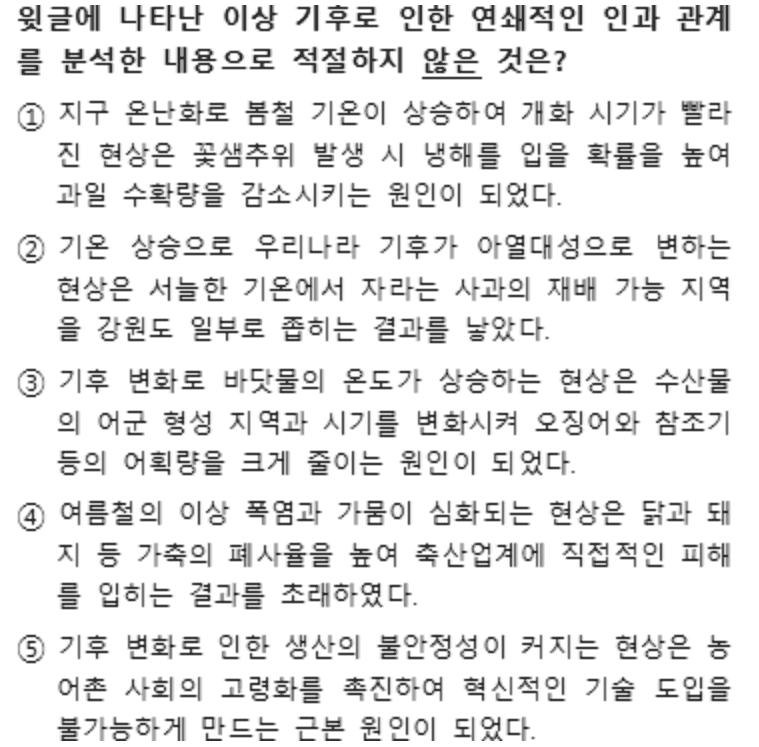 윗글에 나타난 이상 기후로 인한 연쇄적인 인과 관계
를 분석한 내용으로 적절하지 않은 것은?
① 지구 온난화로 봄철 기온이 상승하여 개화 시기가 빨라
진 현상은 꽃샘추위 발생 시 냉해를 입을 확률을 높여
과일 수확량을 감소시키는 원인이 되었다.
② 기온 상승으로 우리나라 기후가 아열대성으로 변하는
현상은 서늘한 기온에서 자라는 사과의 재배 가능 지역
을 강원도 일부로 좁히는 결과를 낳았다.
③ 기후 변화로 바닷물의 온도가 상승하는 현상은 수산물
의 어군 형성 지역과 시기를 변화시켜 오징어와 참조기
등의 어획량을 크게 줄이는 원인이 되었다.
④ 여름철의 이상 폭염과 가뭄이 심화되는 현상은 닭과 돼
지 등 가축의 폐사율을 높여 축산업계에 직접적인 피해
를 입히는 결과를 초래하였다.
⑤ 기후 변화로 인한 생산의 불안정성이 커지는 현상은 농
어촌 사회의 고령화를 촉진하여 혁신적인 기술 도입을
불가능하게 만드는 근본 원인이 되었다.